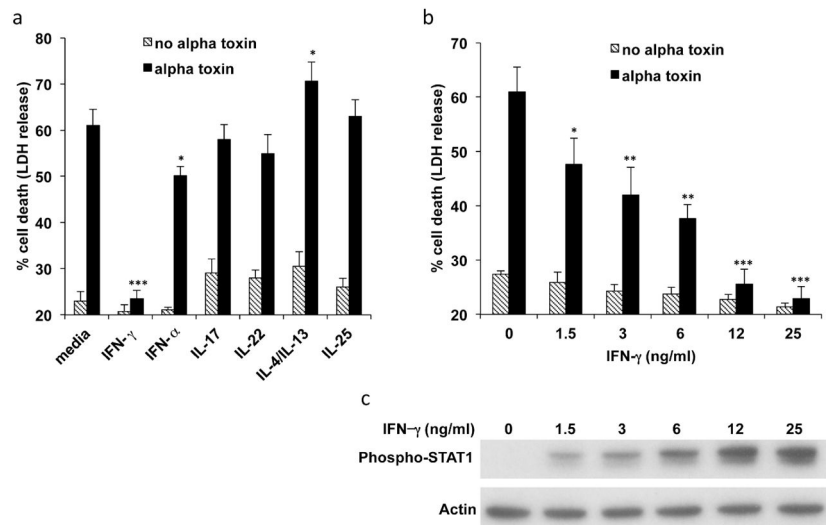 a
% cell death (LDH release)
80
70
60
50
40
30
20
no alpha toxin
alpha toxin
***
*
*
media
IFN-γ
IFN-α
IL-17
IL-22
IL-4/IL-13
IL-25
b
% cell death (LDH release)
70
60
50
40
30
20
no alpha toxin
alpha toxin
*
**
**
***
***
0 1.5 3 6 12 25
IFN-γ (ng/ml)
c
IFN-γ (ng/ml) 0 1.5 3 6 12 25
Phospho-STAT1
Actin